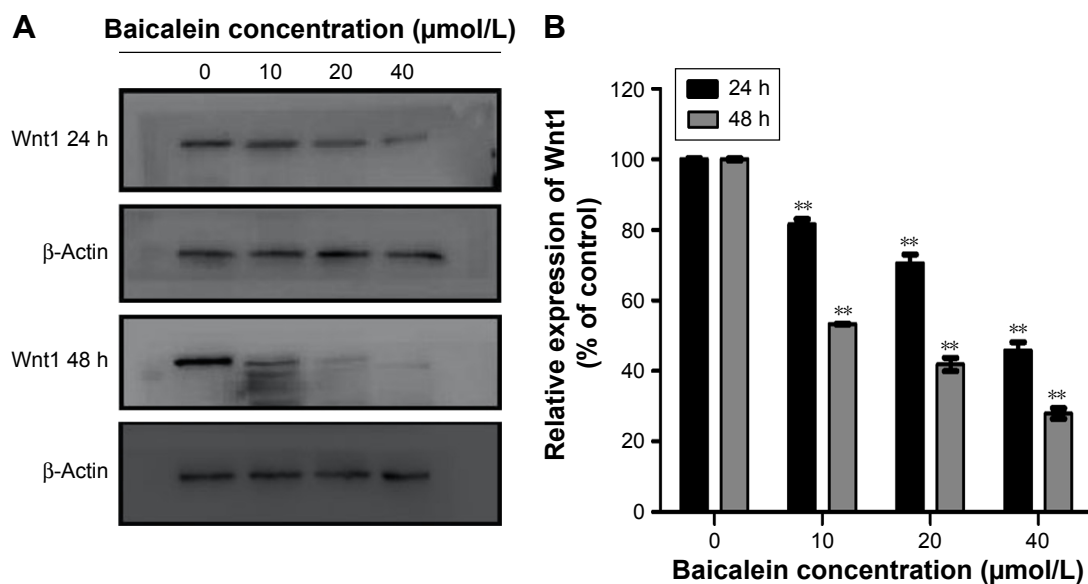 A
Baicalein concentration (µmol/L)
0 10 20 40
Wnt1 24 h
β-Actin
Wnt1 48 h
β-Actin
B
24 h
48 h
Relative expression of Wnt1
(% of control)
120
100
80
60
40
20
0
**
**
**
**
**
**
0 10 20 40
Baicalein concentration (µmol/L)